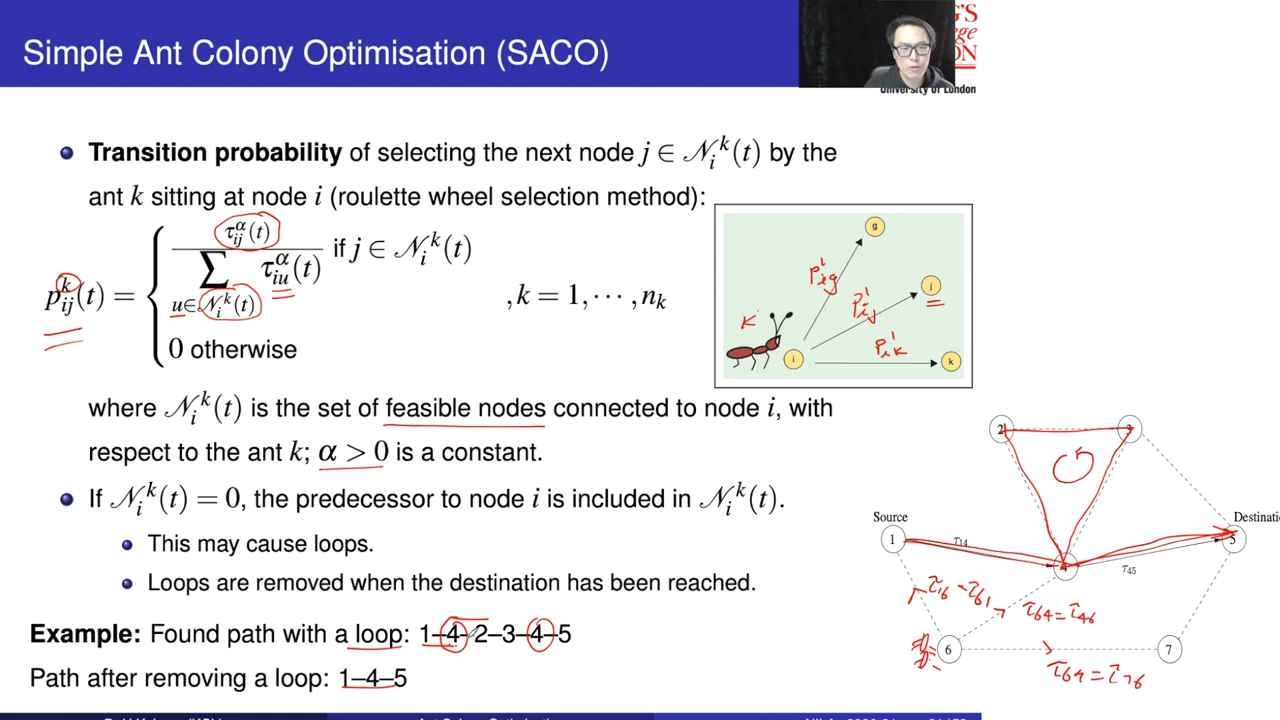 Simple Ant Colony Optimisation (SACO)
University of London
• Transition probability of selecting the next node j ∈ 𝒩ᵢᵏ(t) by the
ant k sitting at node i (roulette wheel selection method):
pᵢⱼᵏ(t) = { τᵢⱼᵅ(t) / ∑_{u∈𝒩ᵢᵏ(t)} τᵢᵤᵅ(t) if j ∈ 𝒩ᵢᵏ(t)
0 otherwise
, k = 1, ⋯ , nₖ
g
j
k
i
K
p¹ig
p¹ij
p¹ik
where 𝒩ᵢᵏ(t) is the set of feasible nodes connected to node i, with
respect to the ant k; α > 0 is a constant.
• If 𝒩ᵢᵏ(t) = 0, the predecessor to node i is included in 𝒩ᵢᵏ(t).
• This may cause loops.
• Loops are removed when the destination has been reached.
Example: Found path with a loop: 1–4–2–3–4–5
Path after removing a loop: 1–4–5
2
3
Source
1
τ14
4
τ45
5
τ16 - τ61
τ64 = τ46
6
7